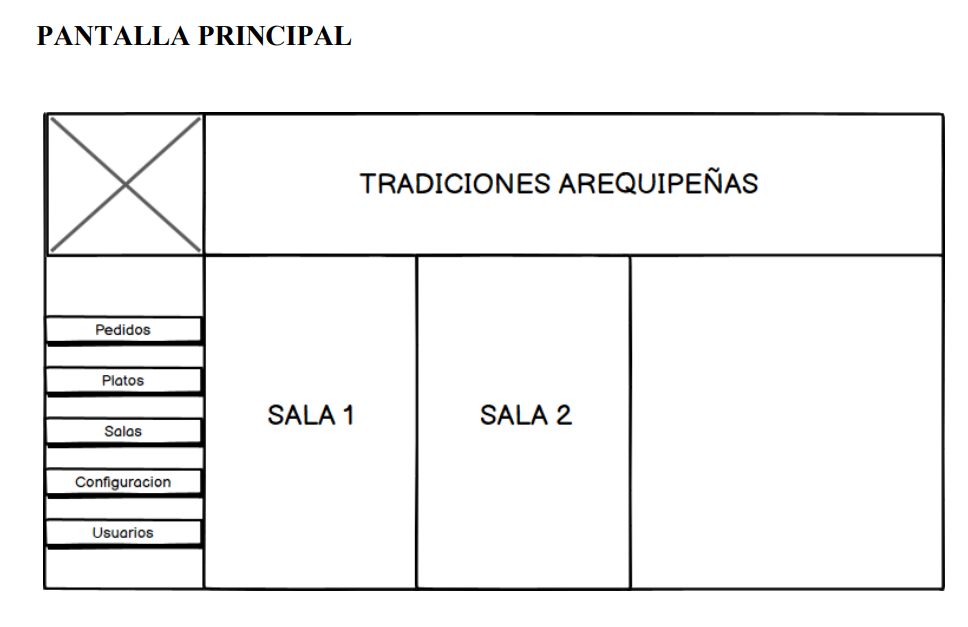 PANTALLA PRINCIPAL
TRADICIONES AREQUIPEÑAS
Pedidos
Platos
Salas
Configuracion
Usuarios
SALA 1
SALA 2